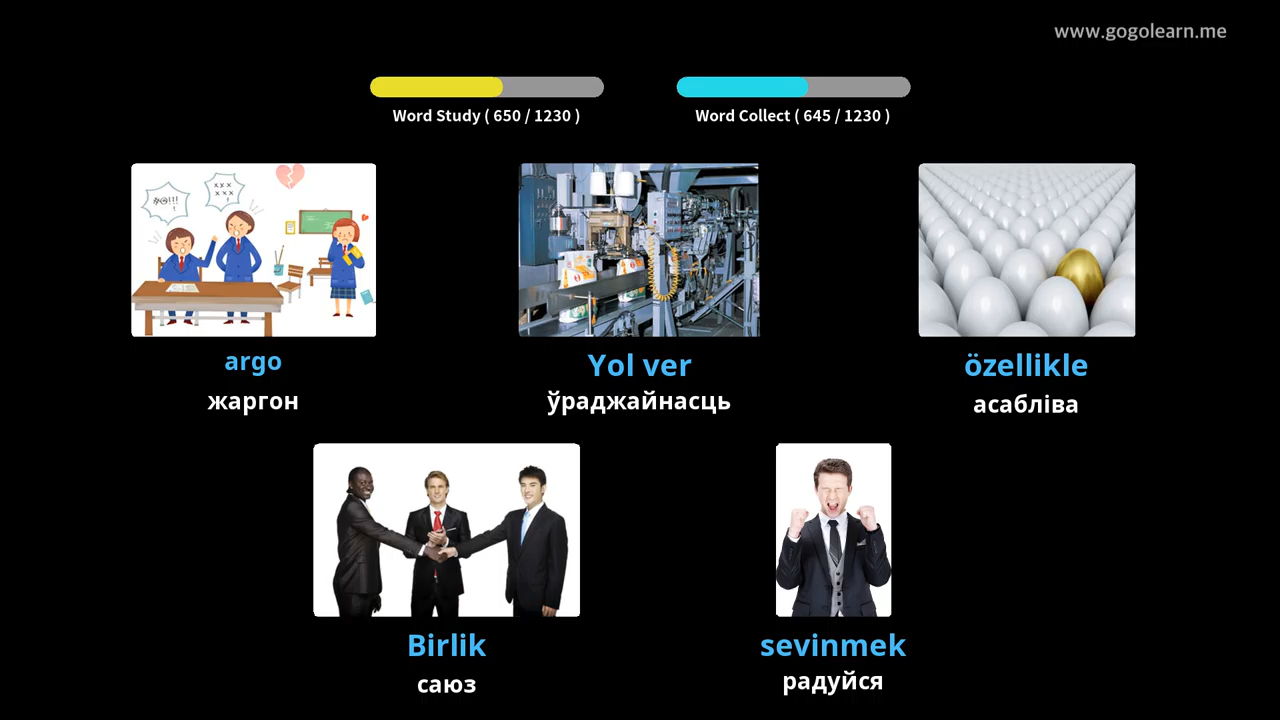 www.gogolearn.me
Word Study ( 650 / 1230 )
Word Collect ( 645 / 1230 )
argo
жаргон
Yol ver
ўраджайнасць
özellikle
асабліва
Birlik
саюз
sevinmek
радуйся